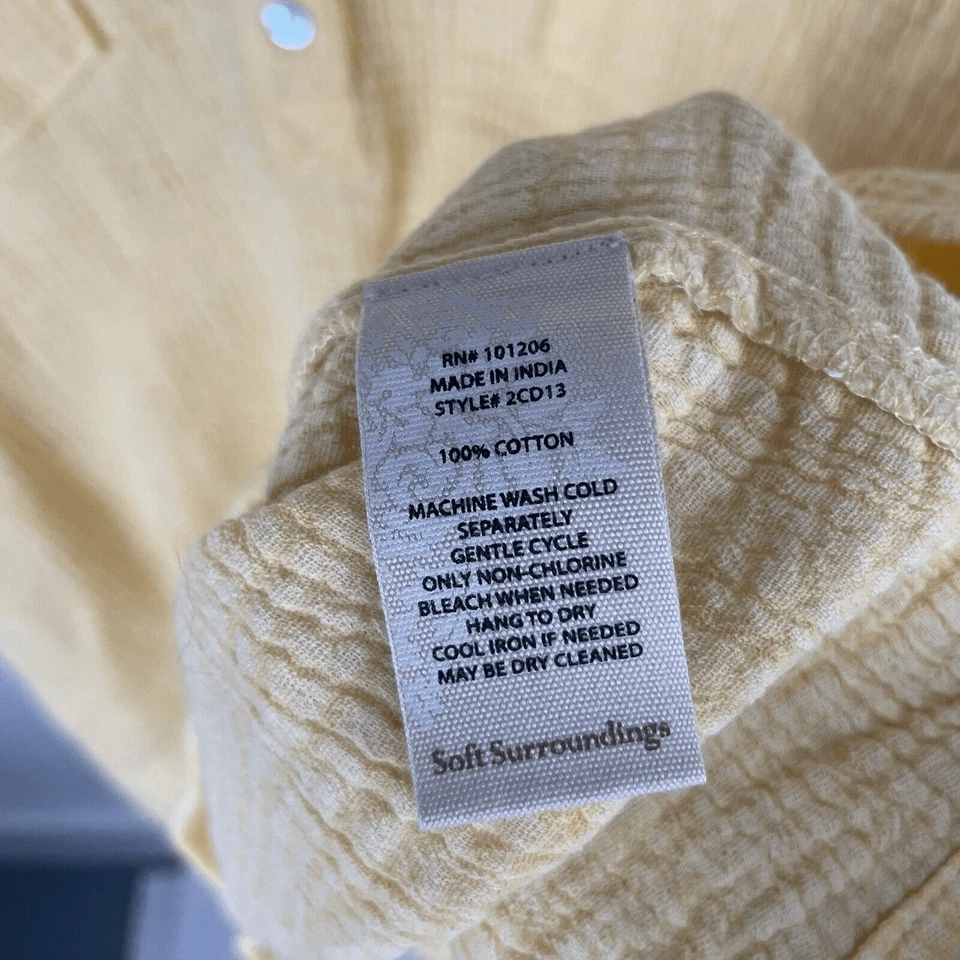 RN# 101206
MADE IN INDIA
STYLE# 2CD13
100% COTTON
MACHINE WASH COLD
SEPARATELY
GENTLE CYCLE
ONLY NON-CHLORINE
BLEACH WHEN NEEDED
HANG TO DRY
COOL IRON IF NEEDED
MAY BE DRY CLEANED
Soft Surroundings